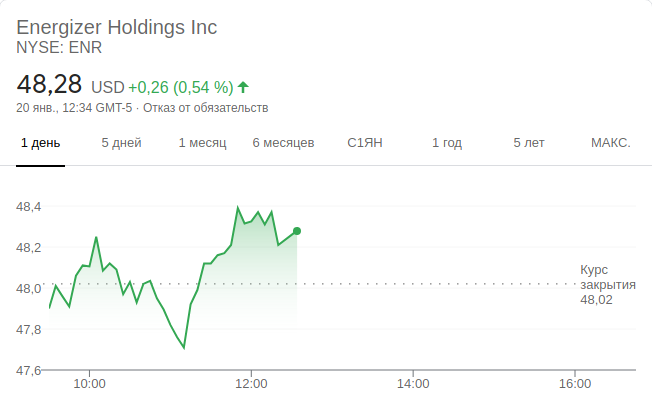 Energizer Holdings Inc
NYSE: ENR
48,28 USD +0,26 (0,54 %)
20 янв., 12:34 GMT-5 · Отказ от обязательств
1 день 5 дней 1 месяц 6 месяцев С1ЯН 1 год 5 лет МАКС.
48,4
48,2
48,0
47,8
47,6
Курс
закрытия
48,02
10:00 12:00 14:00 16:00